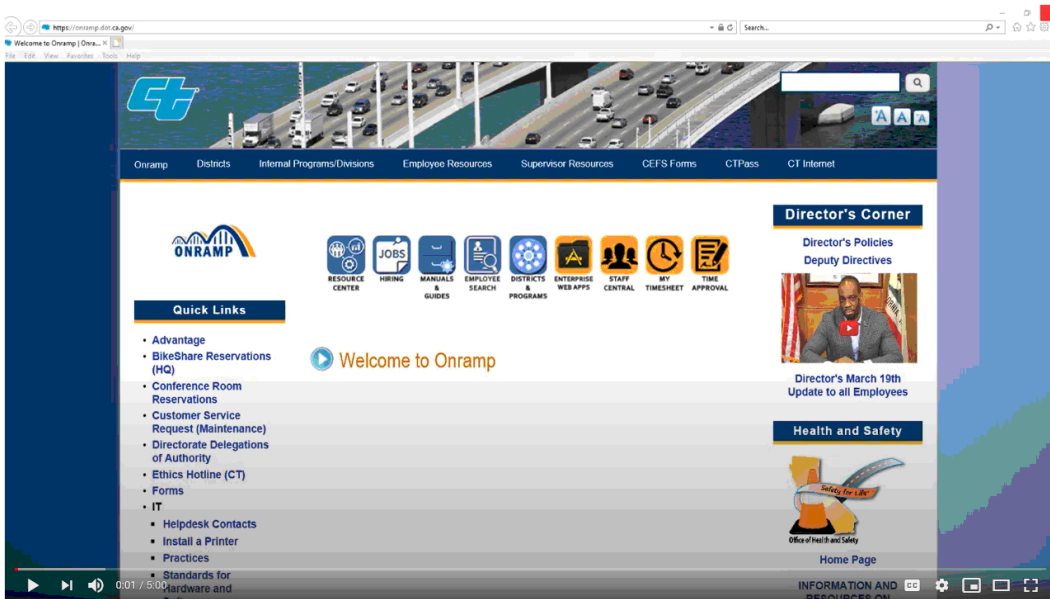 https://onramp.dot.ca.gov/
Search...
Welcome to Onramp | Onra...
File Edit View Favorites Tools Help
Ct
A A A
Onramp Districts Internal Programs/Divisions Employee Resources Supervisor Resources CEFS Forms CTPass CT Internet
ONRAMP
JOBS
RESOURCE CENTER
HIRING
MANUALS & GUIDES
EMPLOYEE SEARCH
DISTRICTS & PROGRAMS
ENTERPRISE WEB APPS
STAFF CENTRAL
MY TIMESHEET
TIME APPROVAL
Quick Links
Advantage
BikeShare Reservations
(HQ)
Conference Room
Reservations
Customer Service
Request (Maintenance)
Directorate Delegations
of Authority
Ethics Hotline (CT)
Forms
IT
Helpdesk Contacts
Install a Printer
Practices
Standards for
Hardware and
Welcome to Onramp
Director's Corner
Director's Policies
Deputy Directives
Director's March 19th
Update to all Employees
Health and Safety
Safety for Life
Office of Health and Safety
Home Page
INFORMATION AND
RESOURCES ON
0:01 / 5:00
CC